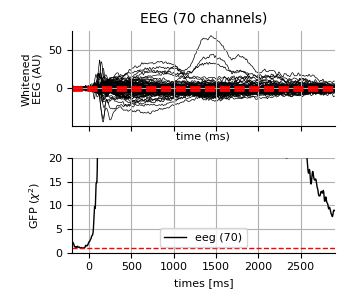 EEG (70 channels)
Whitened
EEG (AU)
50
0
time (ms)
GFP (χ²)
20
15
10
5
0
eeg (70)
0 500 1000 1500 2000 2500
times [ms]